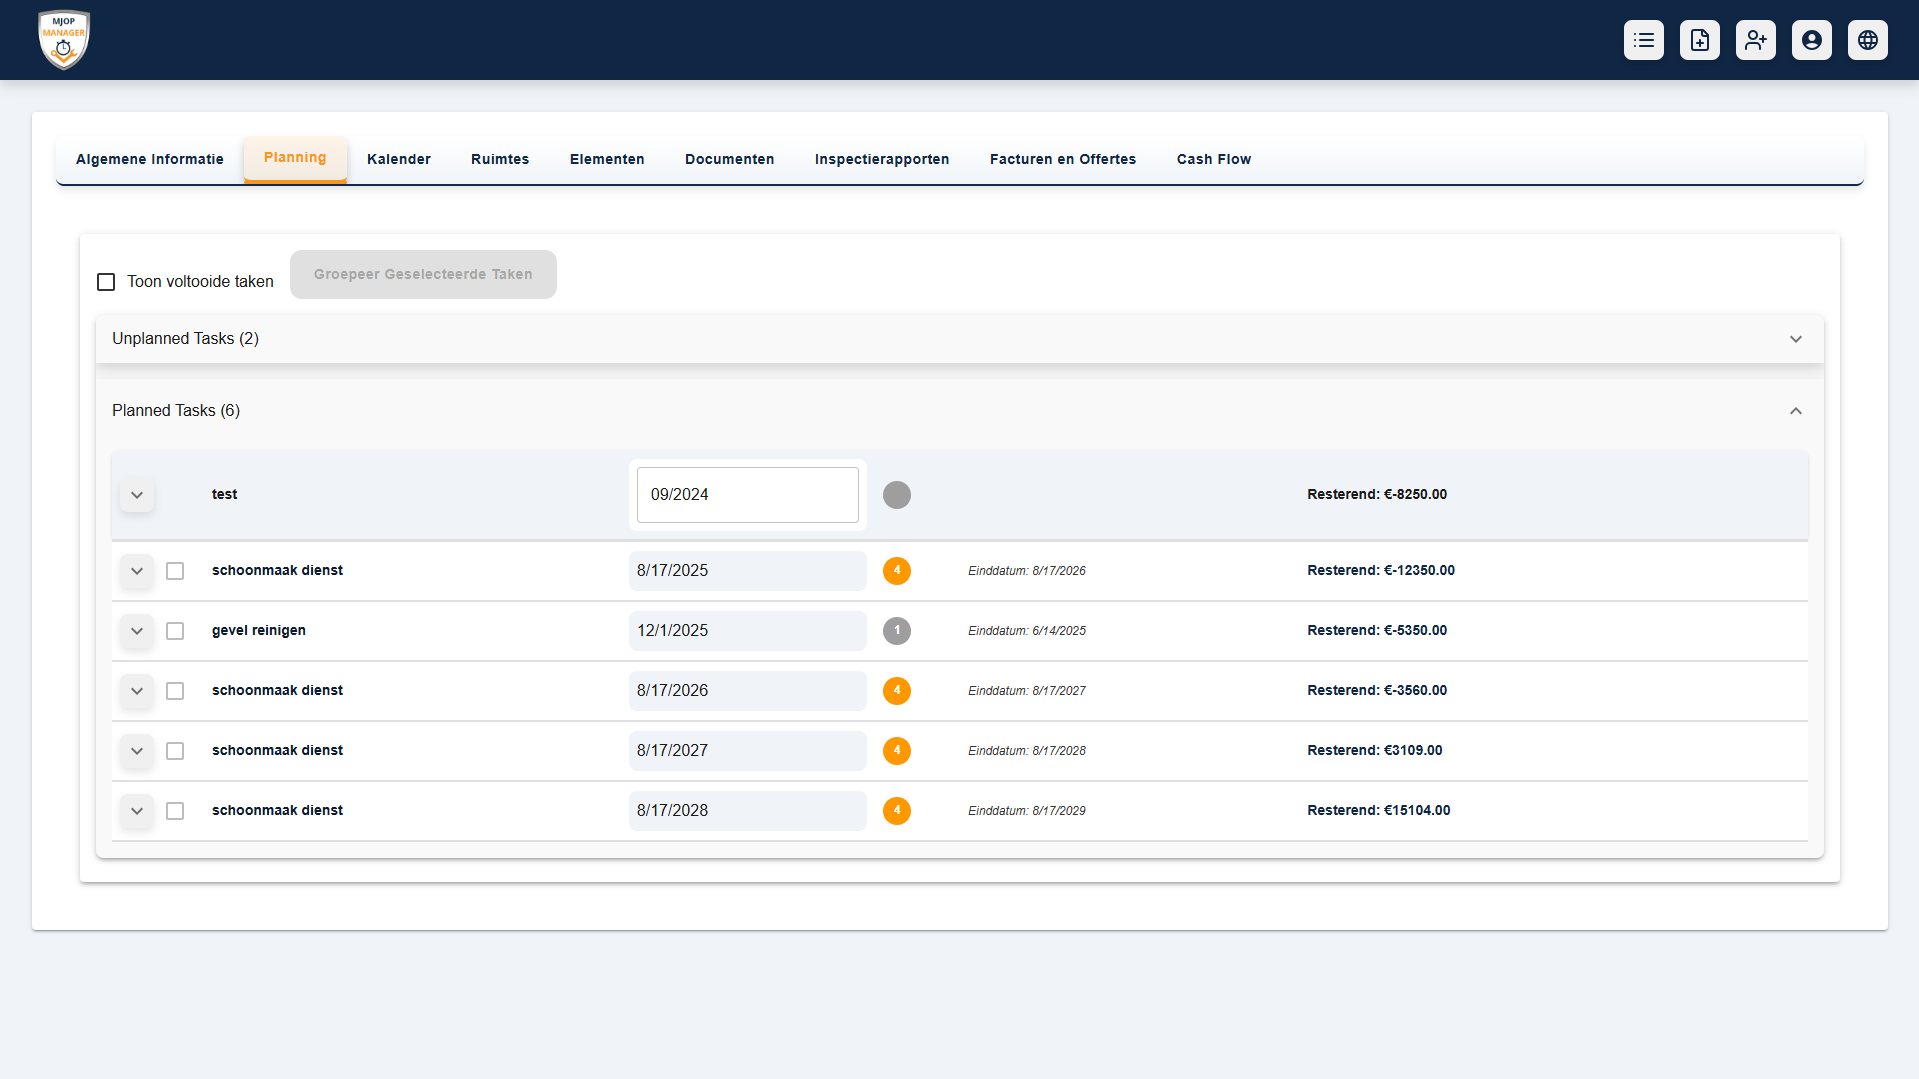 MJOP
MANAGER
Algemene Informatie Planning Kalender Ruimtes Elementen Documenten Inspectierapporten Facturen en Offertes Cash Flow
Toon voltooide taken Groepeer Geselecteerde Taken
Unplanned Tasks (2)
Planned Tasks (6)
test 09/2024 Resterend: €-8250.00
schoonmaak dienst 8/17/2025 4 Einddatum: 8/17/2026 Resterend: €-12350.00
gevel reinigen 12/1/2025 1 Einddatum: 6/14/2025 Resterend: €-5350.00
schoonmaak dienst 8/17/2026 4 Einddatum: 8/17/2027 Resterend: €-3560.00
schoonmaak dienst 8/17/2027 4 Einddatum: 8/17/2028 Resterend: €3109.00
schoonmaak dienst 8/17/2028 4 Einddatum: 8/17/2029 Resterend: €15104.00